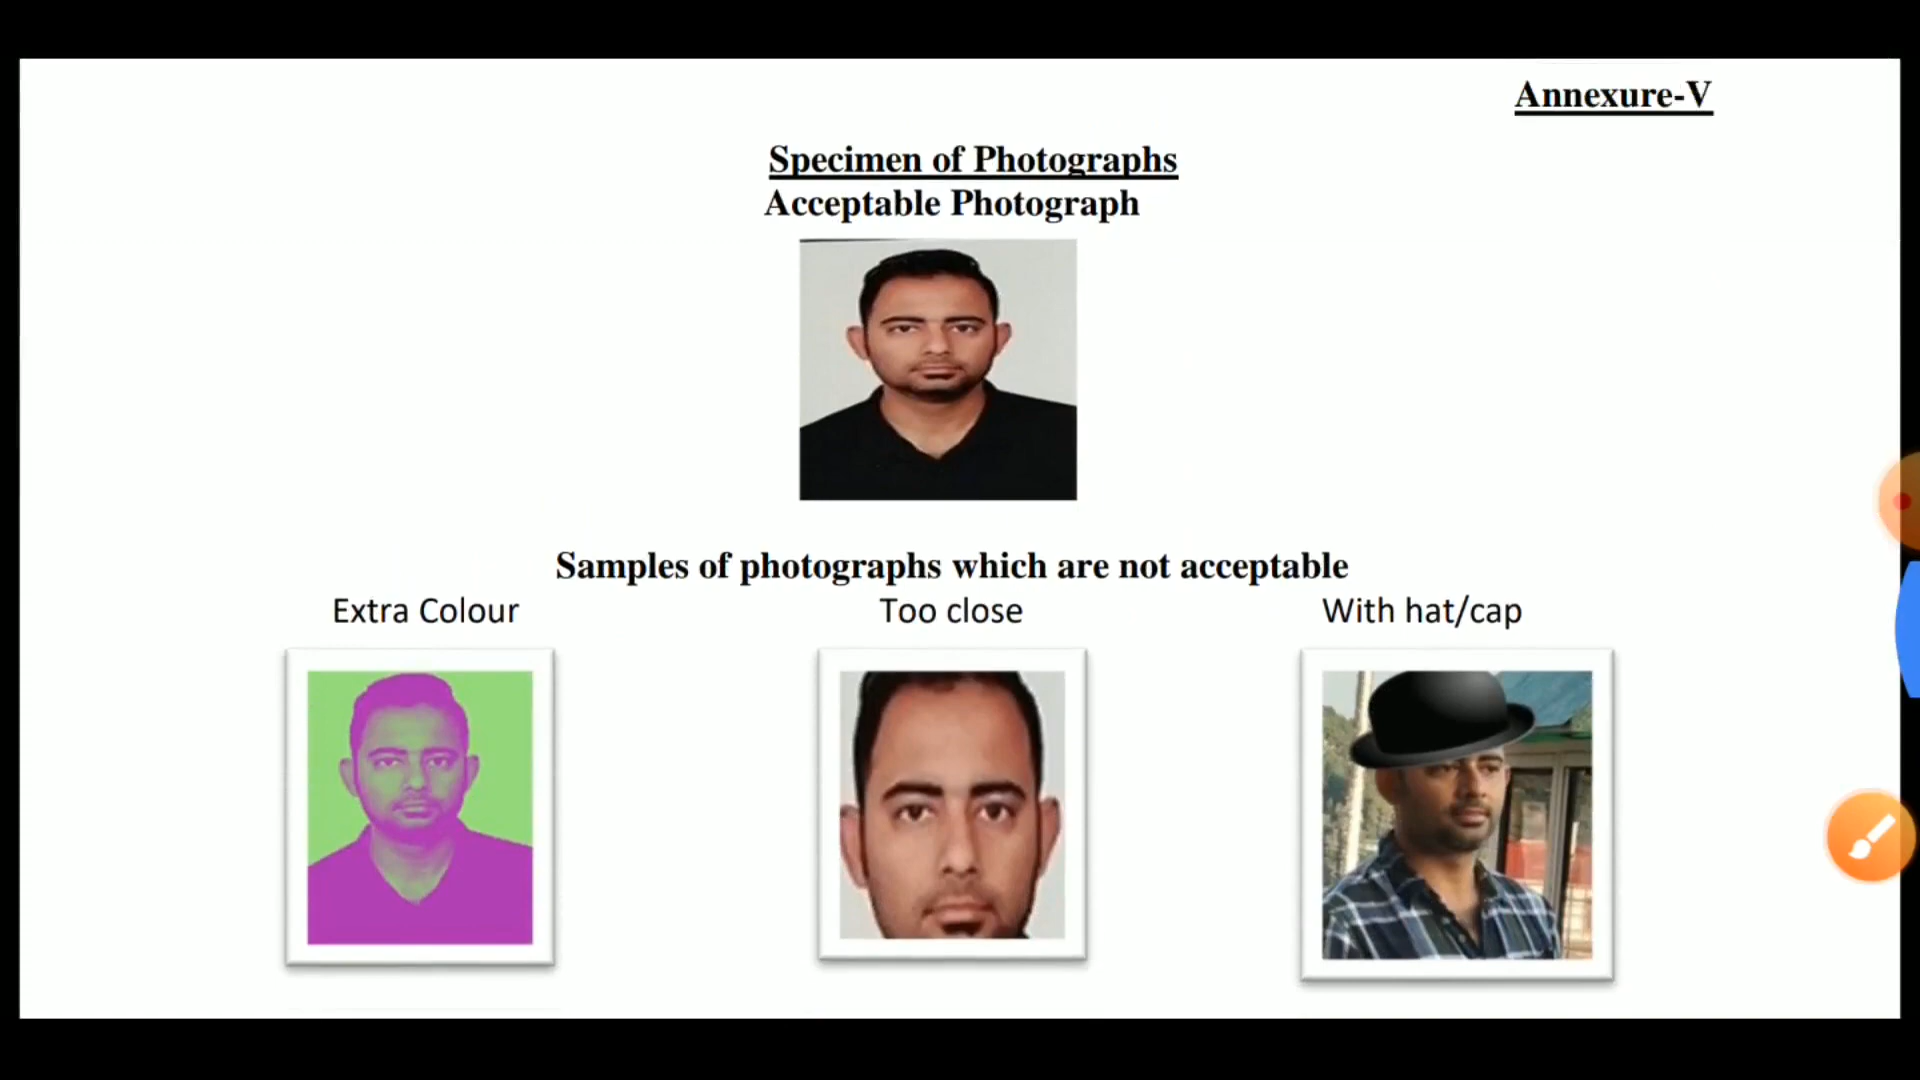 Annexure-V
Specimen of Photographs
Acceptable Photograph
Samples of photographs which are not acceptable
Extra Colour
Too close
With hat/cap